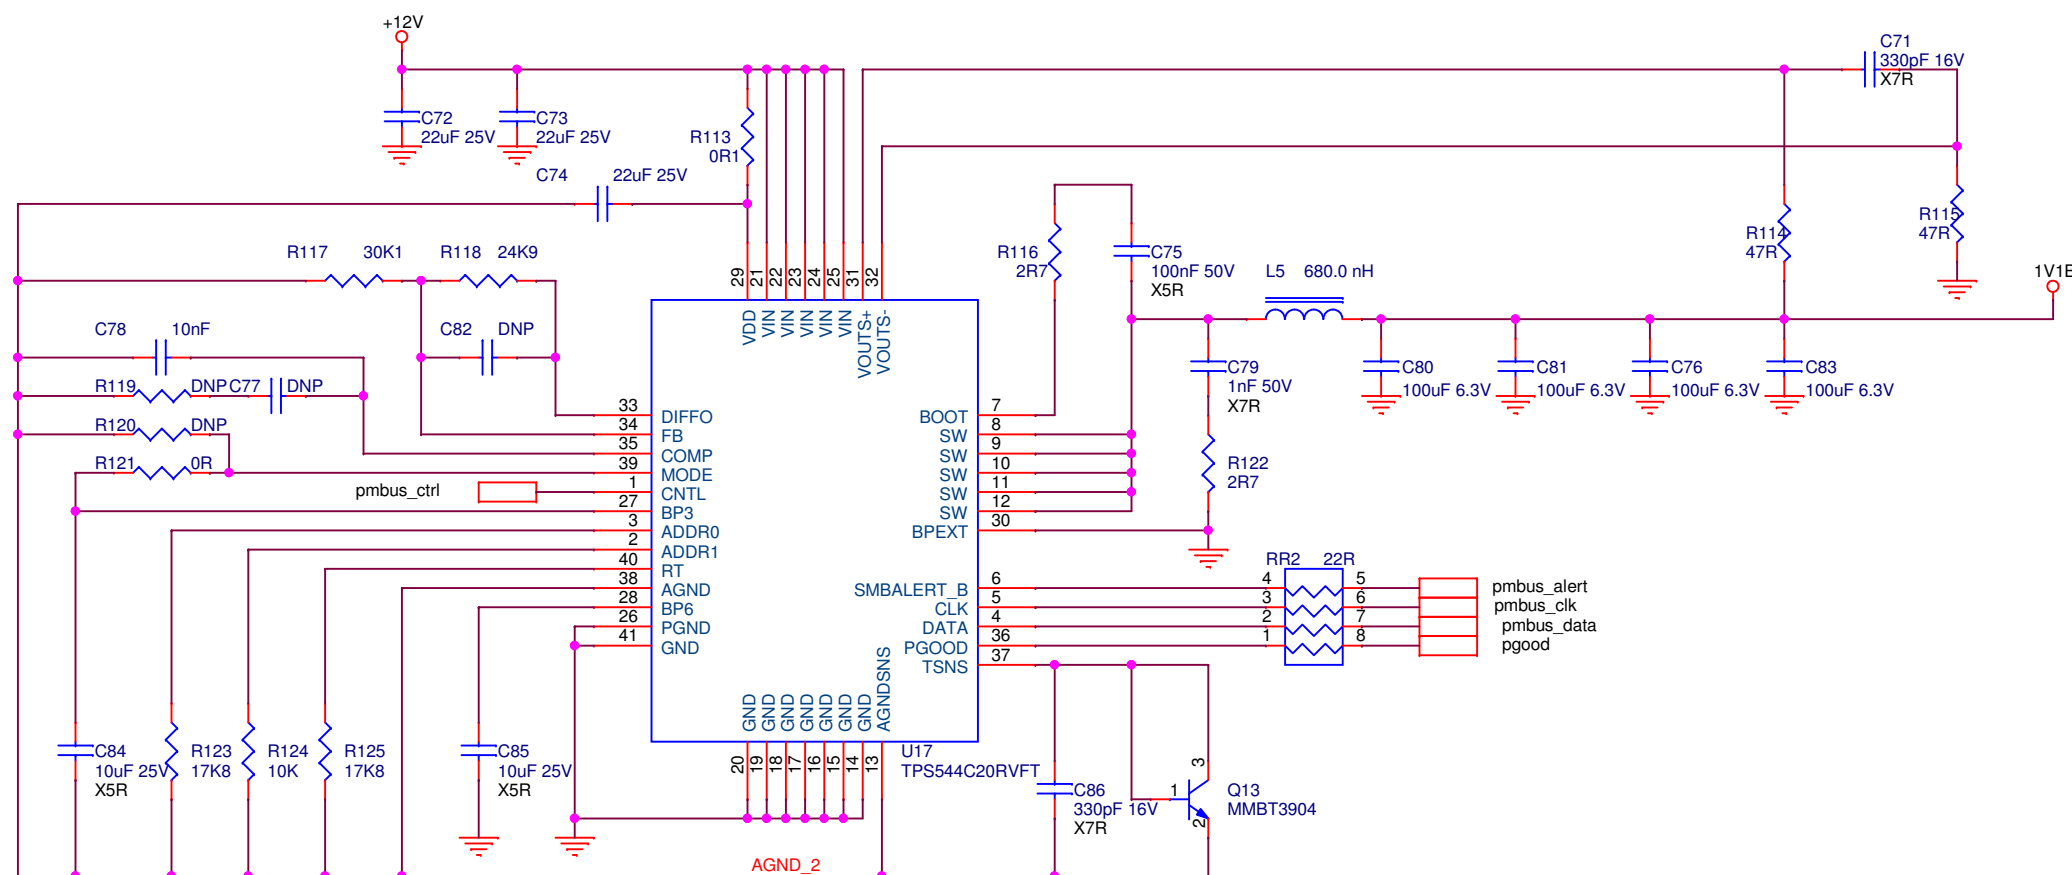 +12V
C71
330pF 16V
X7R
C72
22uF 25V
C73
22uF 25V
R113
0R1
C74 22uF 25V
R114
47R
R115
47R
R116
2R7
C75
100nF 50V
X5R
L5 680.0 nH
R117 30K1
R118 24K9
C78 10nF
C82 DNP
R119 DNP
C77 DNP
R120 DNP
R121 0R
29
21
22
23
24
25
31
32
VDD
VIN
VIN
VIN
VIN
VIN
VOUTS+
VOUTS-
C79
1nF 50V
X7R
C80
100uF 6.3V
C81
100uF 6.3V
C76
100uF 6.3V
C83
100uF 6.3V
R122
2R7
pmbus_ctrl
33 DIFFO
34 FB
35 COMP
39 MODE
1 CNTL
27 BP3
3 ADDR0
2 ADDR1
40 RT
38 AGND
28 BP6
26 PGND
41 GND
BOOT 7
SW 8
SW 9
SW 10
SW 11
SW 12
BPEXT 30
SMBALERT_B 6
CLK 5
DATA 4
PGOOD 36
TSNS 37
RR2 22R
4 5 pmbus_alert
3 6 pmbus_clk
2 7 pmbus_data
1 8 pgood
GND
GND
GND
GND
GND
GND
GND
AGNDSNS
20
19
18
17
16
15
14
13
U17
TPS544C20RVFT
C84
10uF 25V
X5R
R123
17K8
R124
10K
R125
17K8
C85
10uF 25V
X5R
C86
330pF 16V
X7R
3
1
2
Q13
MMBT3904
AGND_2